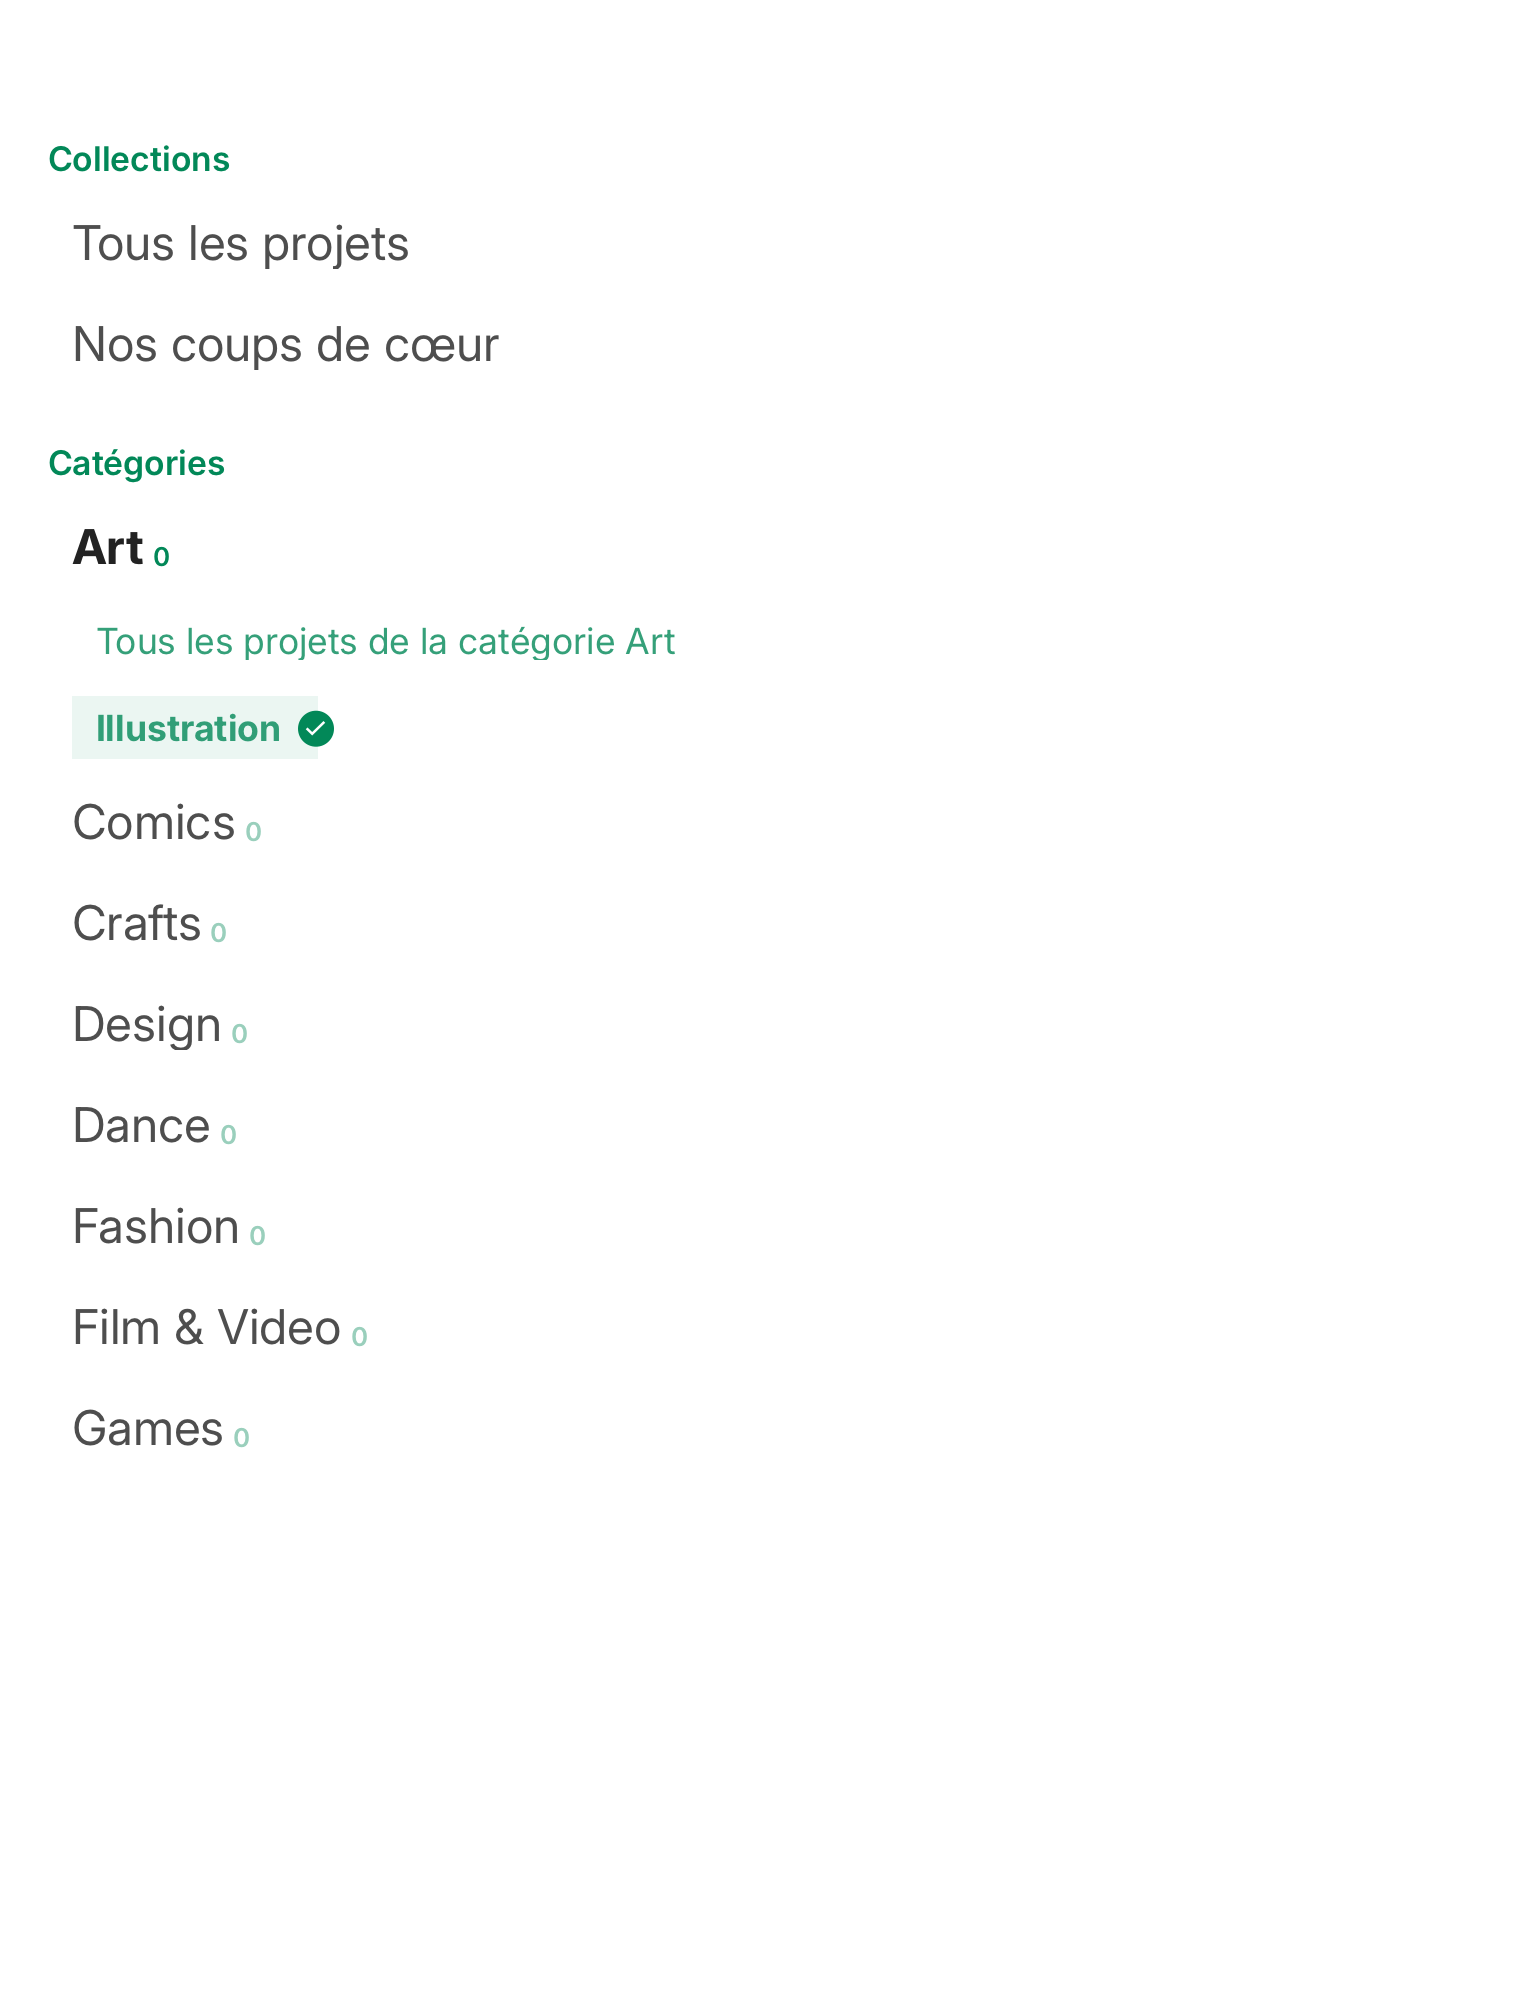 Collections
Tous les projets
Nos coups de cœur
Catégories
Art 0
Tous les projets de la catégorie Art
Illustration
Comics 0
Crafts 0
Design 0
Dance 0
Fashion 0
Film & Video 0
Games 0